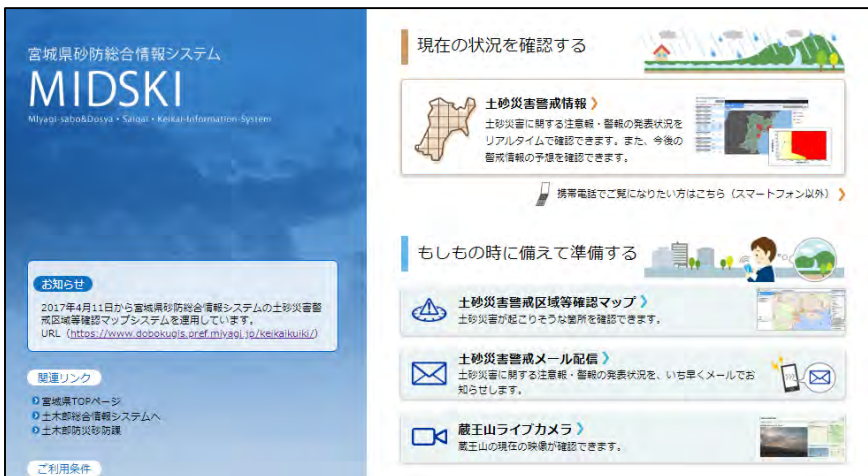 宮城県砂防総合情報システム
MIDSKI
MIyagi-sabo&Dosya・Saigai・Keikai-Information-System
お知らせ
2017年4月11日から宮城県砂防総合情報システムの土砂災害警
戒区域等確認マップシステムを運用しています。
URL（https://www.dobokugis.pref.miyagi.jp/keikaikuiki/）
関連リンク
宮城県TOPページ
土木部総合情報システムへ
土木部防災砂防課
ご利用条件
現在の状況を確認する
土砂災害警戒情報 〉
土砂災害に関する注意報・警報の発表状況を
リアルタイムで確認できます。また、今後の
警戒情報の予想を確認できます。
携帯電話でご覧になりたい方はこちら（スマートフォン以外）〉
もしもの時に備えて準備する
土砂災害警戒区域等確認マップ 〉
土砂災害が起こりそうな箇所を確認できます。
土砂災害警戒メール配信 〉
土砂災害に関する注意報・警報の発表状況を、いち早くメールでお
知らせします。
蔵王山ライブカメラ 〉
蔵王山の現在の映像が確認できます。